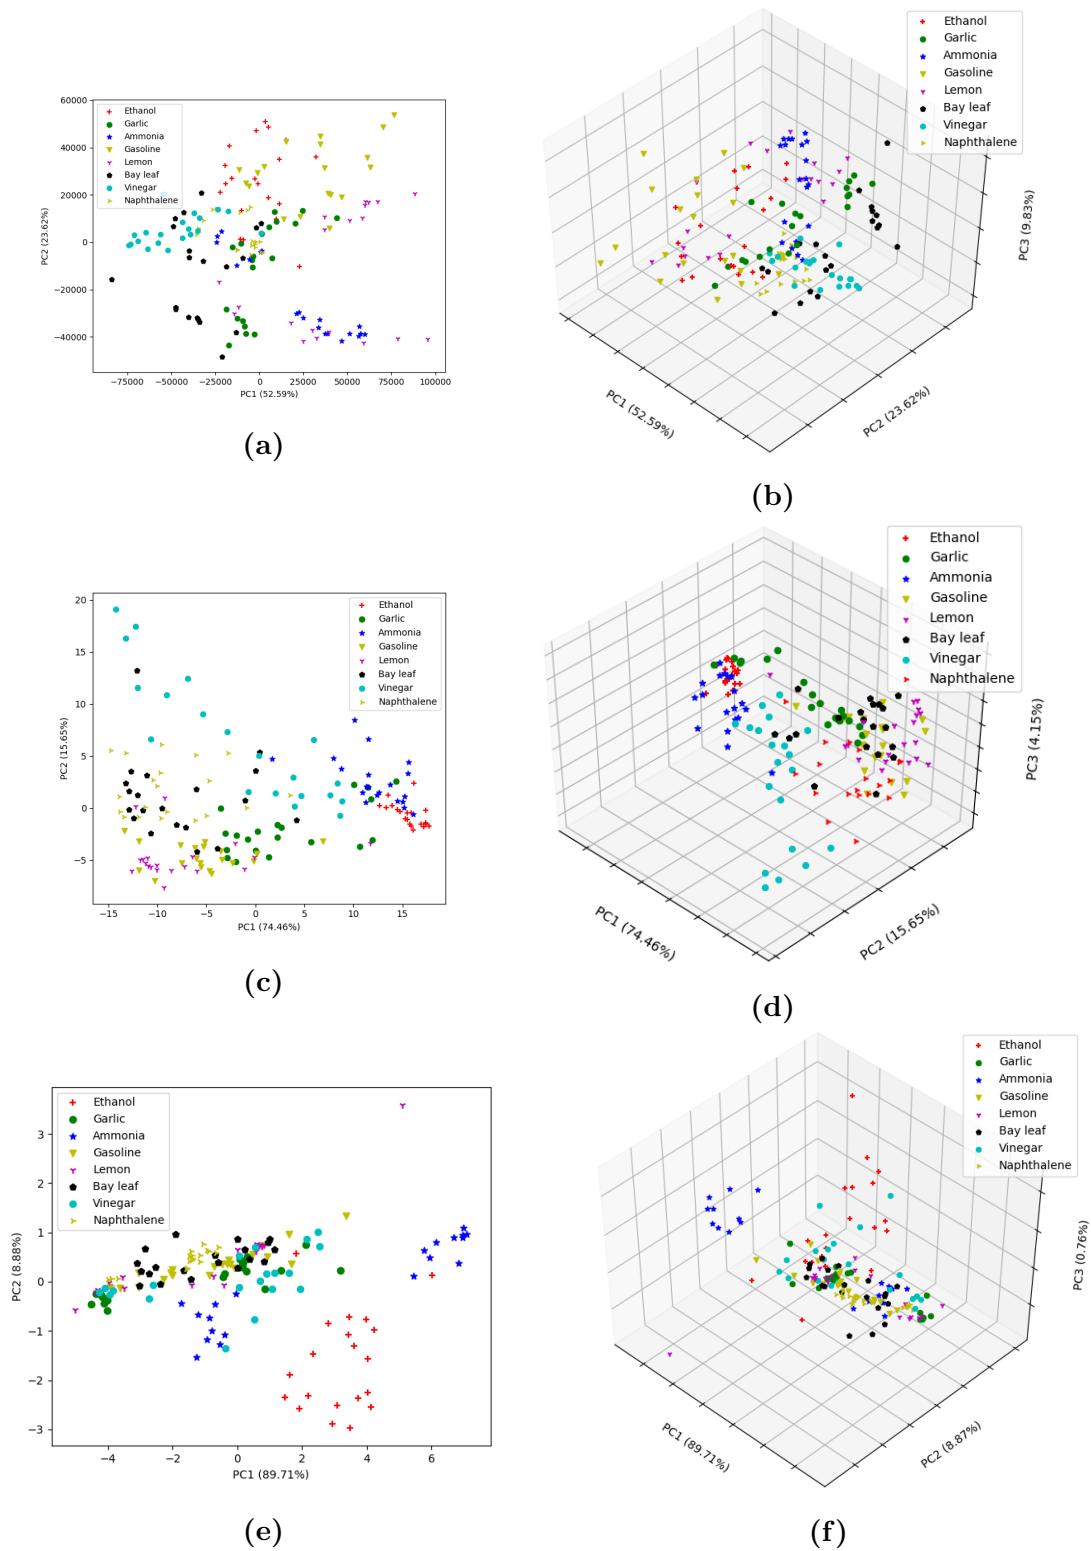 60000
40000
20000
0
−20000
−40000
PC2 (23.62%)
−75000 −50000 −25000 0 25000 50000 75000 100000
PC1 (52.59%)
Ethanol
Garlic
Ammonia
Gasoline
Lemon
Bay leaf
Vinegar
Naphthalene
(a)
Ethanol
Garlic
Ammonia
Gasoline
Lemon
Bay leaf
Vinegar
Naphthalene
PC1 (52.59%)
PC2 (23.62%)
PC3 (9.83%)
(b)
20
15
10
5
0
−5
PC2 (15.65%)
−15 −10 −5 0 5 10 15
PC1 (74.46%)
Ethanol
Garlic
Ammonia
Gasoline
Lemon
Bay leaf
Vinegar
Naphthalene
(c)
Ethanol
Garlic
Ammonia
Gasoline
Lemon
Bay leaf
Vinegar
Naphthalene
PC1 (74.46%)
PC2 (15.65%)
PC3 (4.15%)
(d)
3
2
1
0
−1
−2
−3
PC2 (8.88%)
−4 −2 0 2 4 6
PC1 (89.71%)
Ethanol
Garlic
Ammonia
Gasoline
Lemon
Bay leaf
Vinegar
Naphthalene
(e)
Ethanol
Garlic
Ammonia
Gasoline
Lemon
Bay leaf
Vinegar
Naphthalene
PC1 (89.71%)
PC2 (8.87%)
PC3 (0.76%)
(f)